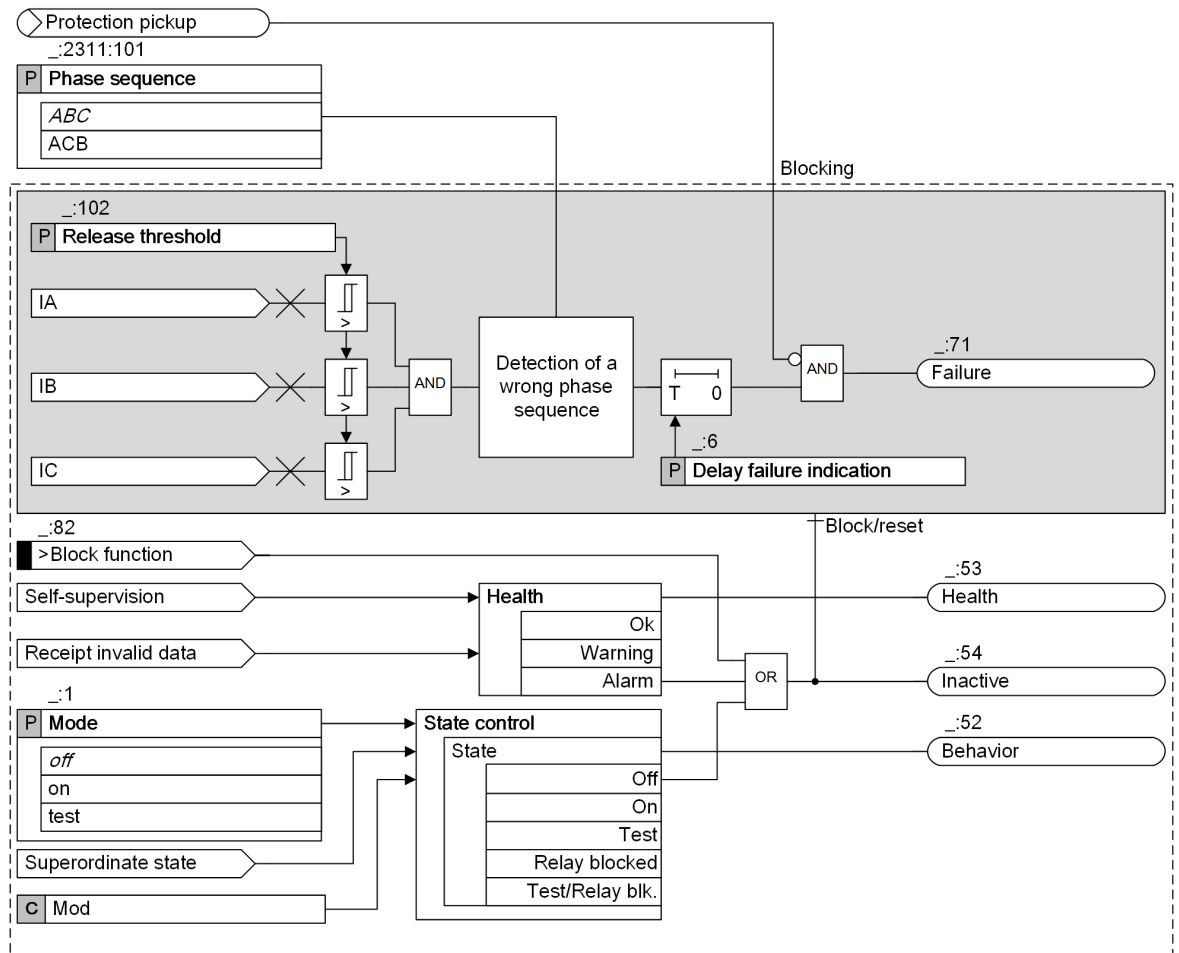 Protection pickup
_:2311:101
P Phase sequence
ABC
ACB
Blocking
_:102
P Release threshold
IA
>
IB
>
IC
>
AND
Detection of a
wrong phase
sequence
T 0
_:6
P Delay failure indication
AND
_:71
Failure
Block/reset
_:82
>Block function
Self-supervision
Receipt invalid data
Health
Ok
Warning
Alarm
OR
_:53
Health
_:54
Inactive
_:52
Behavior
_:1
P Mode
off
on
test
Superordinate state
C Mod
State control
State
Off
On
Test
Relay blocked
Test/Relay blk.